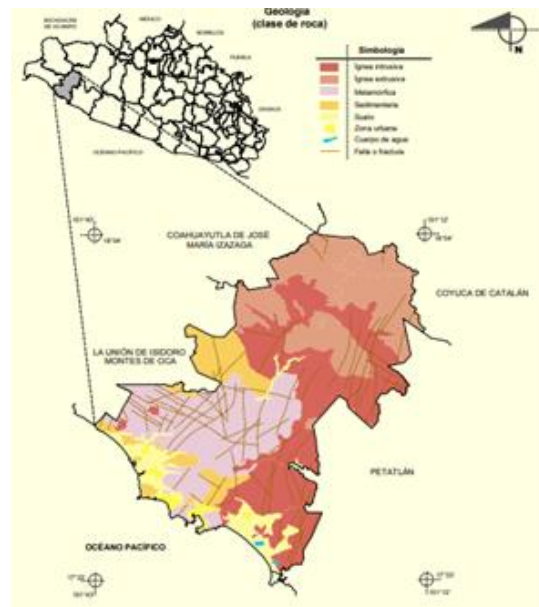 Geología
(clase de roca)
MICHOACÁN
DE OCAMPO
MÉXICO
MORELOS
PUEBLA
OAXACA
OCÉANO PACÍFICO
N
Simbología
Ígnea intrusiva
Ígnea extrusiva
Metamórfica
Sedimentaria
Suelo
Zona urbana
Cuerpo de agua
Falla o fractura
COAHUAYUTLA DE JOSÉ
MARÍA IZAZAGA
COYUCA DE CATALÁN
LA UNIÓN DE ISIDORO
MONTES DE OCA
PETATLÁN
OCÉANO PACÍFICO